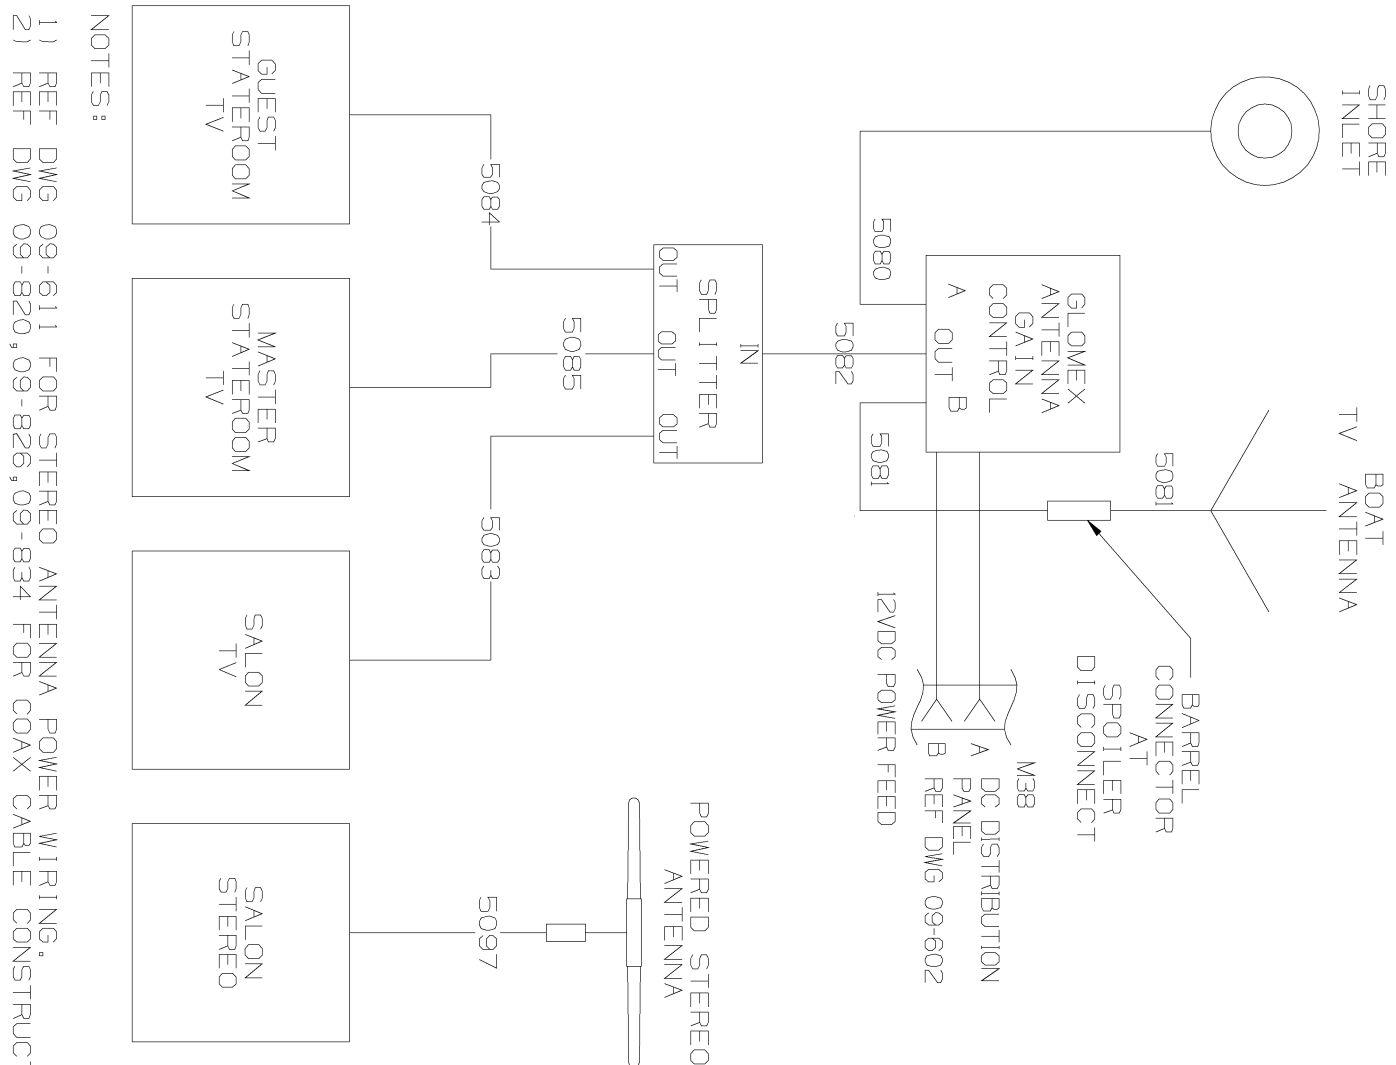 SHORE
INLET
BOAT
TV ANTENNA
5081
BARREL
CONNECTOR
AT
SPOILER
DISCONNECT
GLOMEX
ANTENNA
GAIN
CONTROL
A OUT B
5080
5082
5081
M38
A DC DISTRIBUTION
PANEL
B REF DWG 09-602
12VDC POWER FEED
IN
SPLITTER
OUT OUT OUT
POWERED STEREO
ANTENNA
5084
5085
5083
5097
GUEST
STATEROOM
TV
MASTER
STATEROOM
TV
SALON
TV
SALON
STEREO
NOTES:
1) REF DWG 09-611 FOR STEREO ANTENNA POWER WIRING.
2) REF DWG 09-820,09-826,09-834 FOR COAX CABLE CONSTRUC